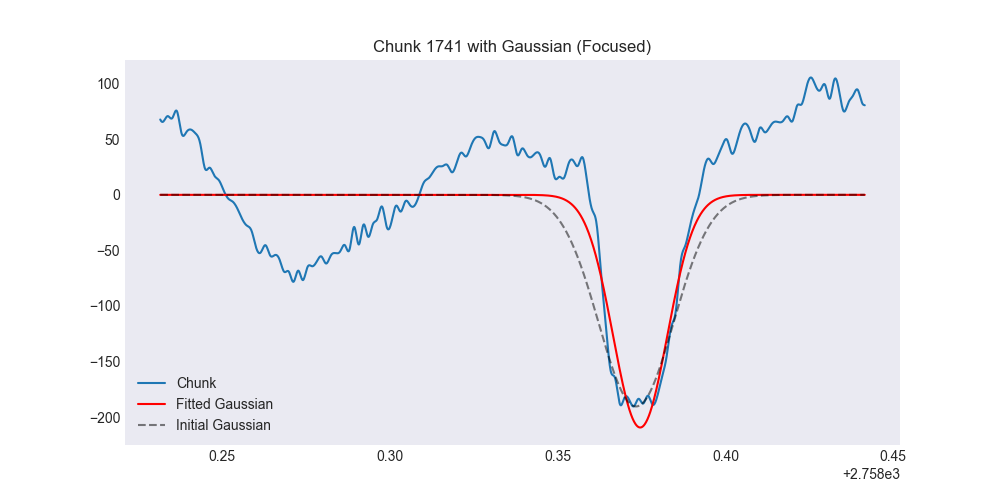 Chunk 1741 with Gaussian (Focused)
100
50
0
−50
−100
−150
−200
Chunk
Fitted Gaussian
Initial Gaussian
0.25 0.30 0.35 0.40 0.45
+2.758e3